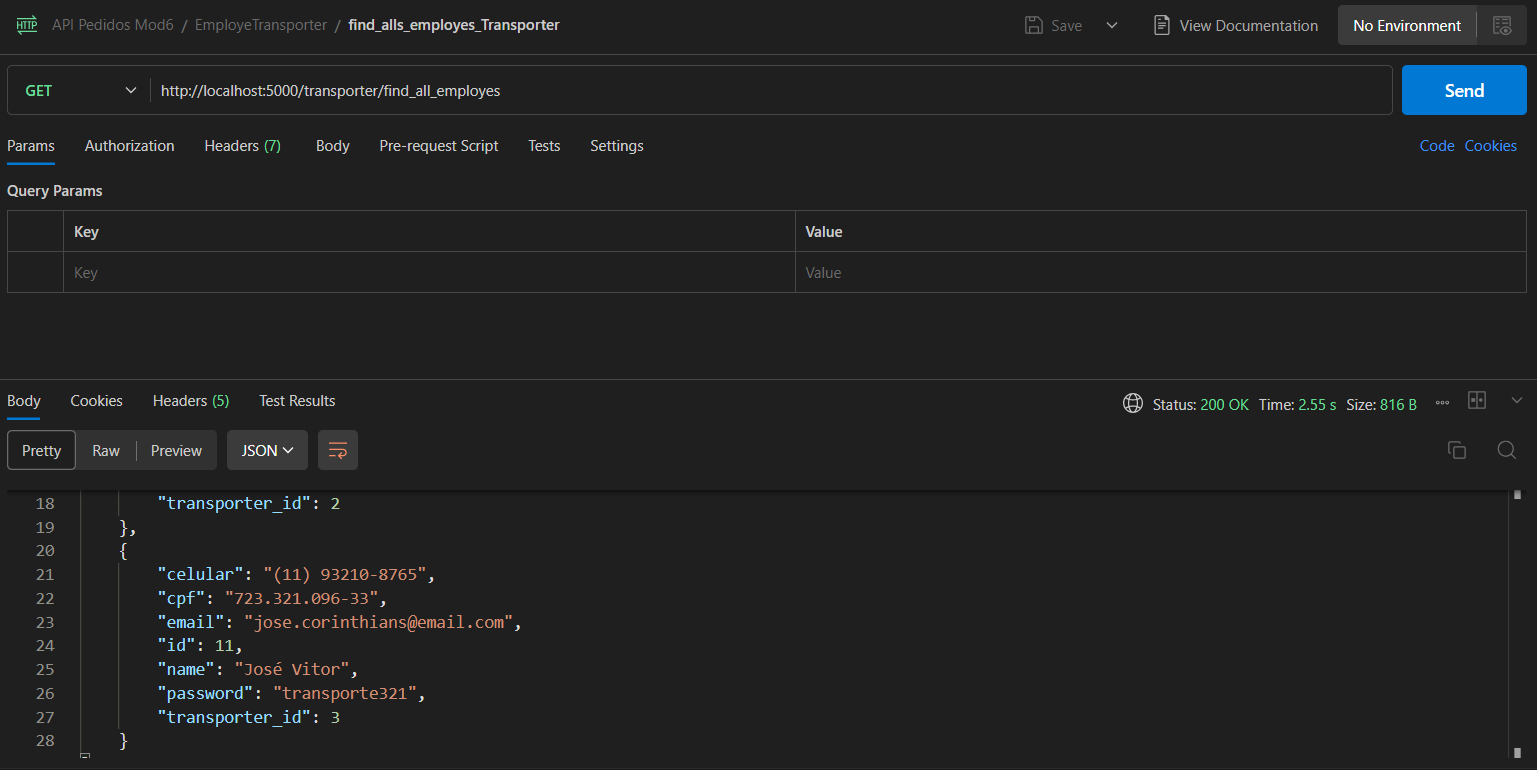 HTTP API Pedidos Mod6 / EmployeTransporter / find_alls_employes_Transporter Save View Documentation No Environment
GET http://localhost:5000/transporter/find_all_employes Send
Params Authorization Headers (7) Body Pre-request Script Tests Settings Code Cookies
Query Params
Key Value
Key Value
Body Cookies Headers (5) Test Results Status: 200 OK Time: 2.55 s Size: 816 B
Pretty Raw Preview JSON
18 "transporter_id": 2
19 },
20 {
21 "celular": "(11) 93210-8765",
22 "cpf": "723.321.096-33",
23 "email": "jose.corinthians@email.com",
24 "id": 11,
25 "name": "José Vitor",
26 "password": "transporte321",
27 "transporter_id": 3
28 }